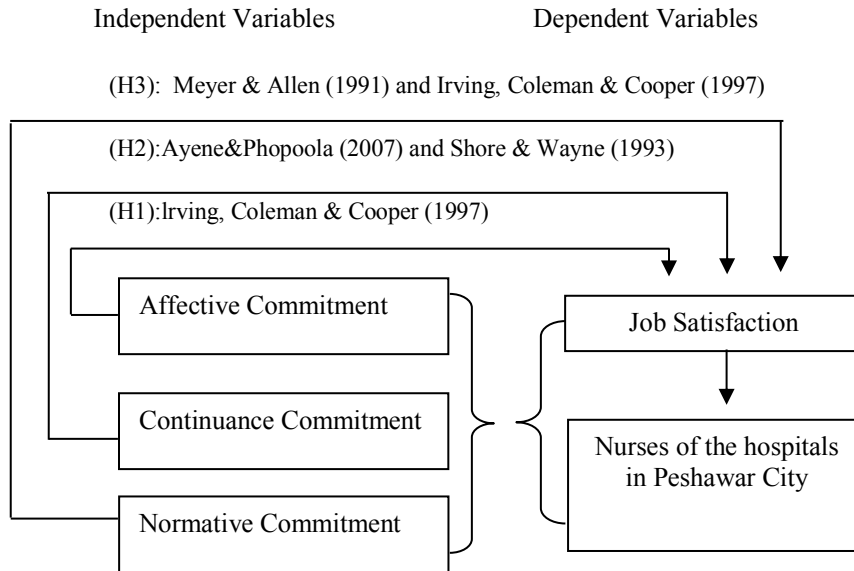 Independent Variables Dependent Variables
(H3): Meyer & Allen (1991) and Irving, Coleman & Cooper (1997)
(H2):Ayene&Phopoola (2007) and Shore & Wayne (1993)
(H1):lrving, Coleman & Cooper (1997)
Affective Commitment
Job Satisfaction
Continuance Commitment
Nurses of the hospitals
in Peshawar City
Normative Commitment